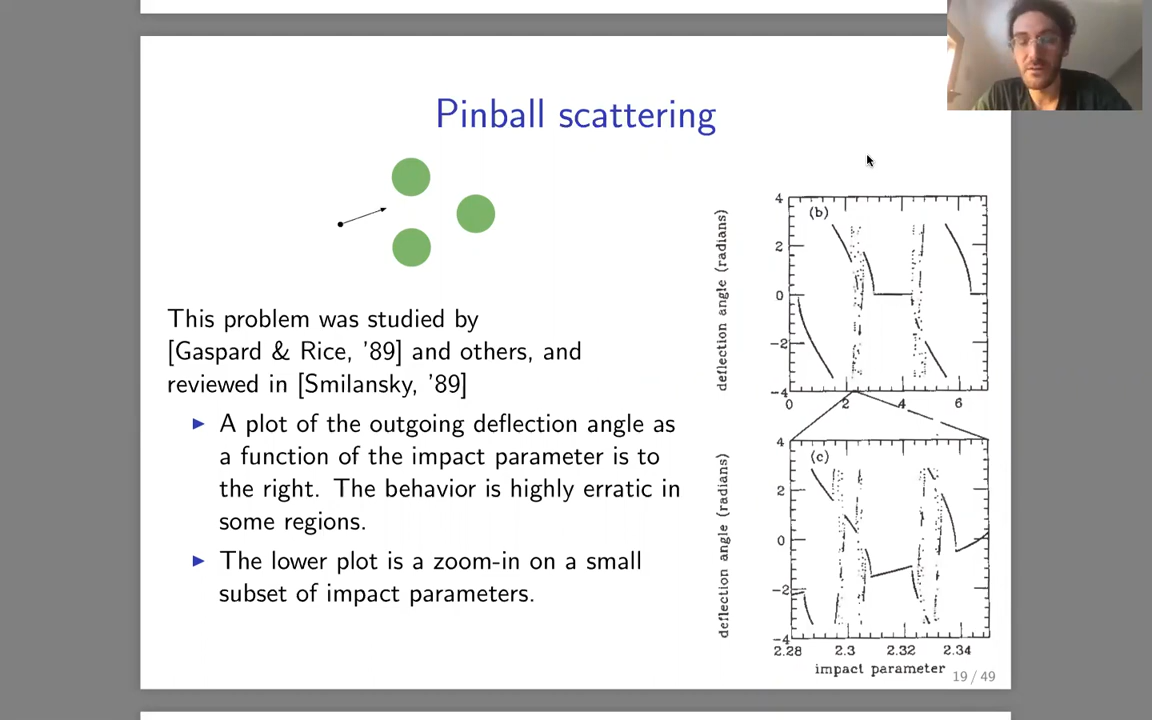 Pinball scattering
This problem was studied by
[Gaspard & Rice, '89] and others, and
reviewed in [Smilansky, '89]
A plot of the outgoing deflection angle as
a function of the impact parameter is to
the right. The behavior is highly erratic in
some regions.
The lower plot is a zoom-in on a small
subset of impact parameters.
deflection angle (radians)
(b)
4
2
0
-2
-4
0 2 4 6
deflection angle (radians)
(c)
4
2
0
-2
-4
2.28 2.3 2.32 2.34
impact parameter
19 / 49